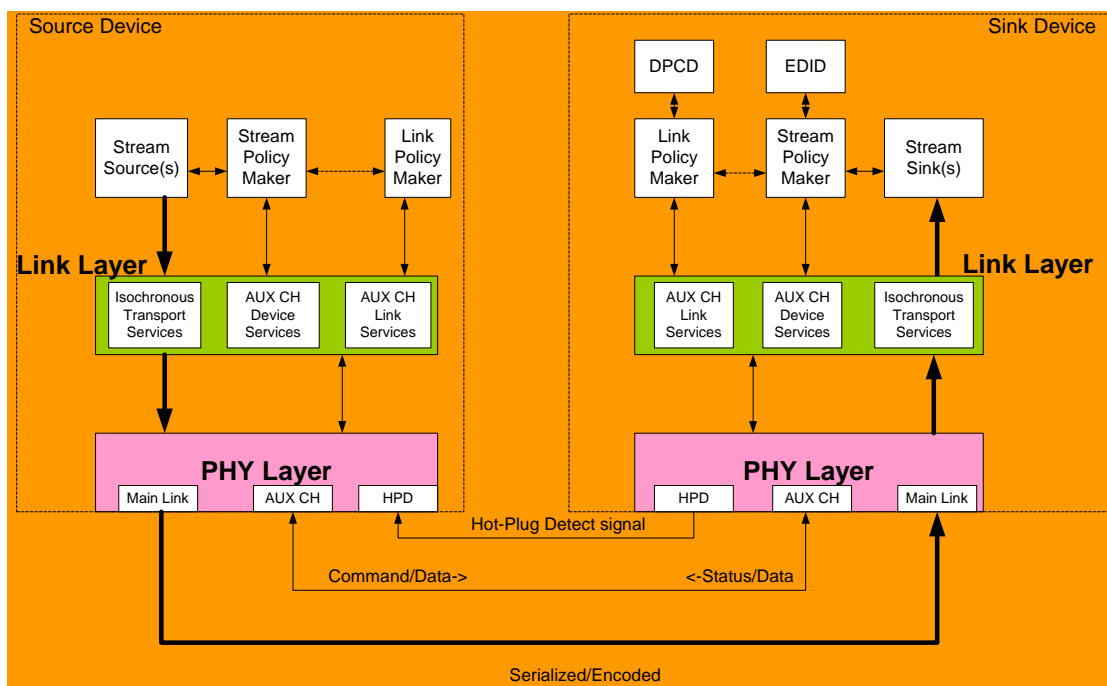 Source Device
Sink Device
DPCD
EDID
Stream
Source(s)
Stream
Policy
Maker
Link
Policy
Maker
Link
Policy
Maker
Stream
Policy
Maker
Stream
Sink(s)
Link Layer
Link Layer
Isochronous
Transport
Services
AUX CH
Device
Services
AUX CH
Link
Services
AUX CH
Link
Services
AUX CH
Device
Services
Isochronous
Transport
Services
PHY Layer
PHY Layer
Main Link
AUX CH
HPD
HPD
AUX CH
Main Link
Hot-Plug Detect signal
Command/Data->
<-Status/Data
Serialized/Encoded